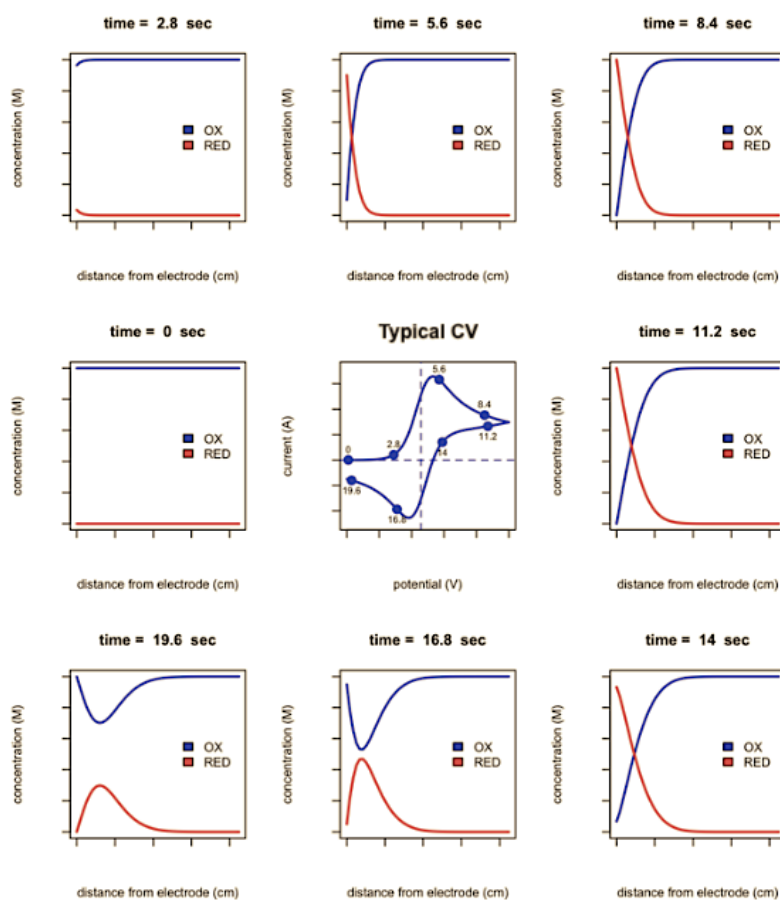 time = 2.8 sec
concentration (M)
OX
RED
distance from electrode (cm)
time = 5.6 sec
concentration (M)
OX
RED
distance from electrode (cm)
time = 8.4 sec
concentration (M)
OX
RED
distance from electrode (cm)
time = 0 sec
concentration (M)
OX
RED
distance from electrode (cm)
Typical CV
current (A)
5.6
8.4
2.8
11.2
0
14
19.6
16.8
potential (V)
time = 11.2 sec
concentration (M)
OX
RED
distance from electrode (cm)
time = 19.6 sec
concentration (M)
OX
RED
distance from electrode (cm)
time = 16.8 sec
concentration (M)
OX
RED
distance from electrode (cm)
time = 14 sec
concentration (M)
OX
RED
distance from electrode (cm)